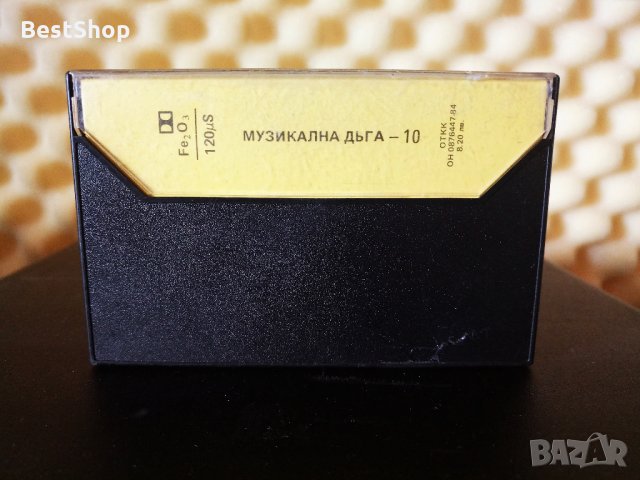 BestShop
Fe₂O₃
120μS
МУЗИКАЛНА ДЪГА – 10
ОТКК
ОН 0876447-84
8.20 лв.
BAZAR